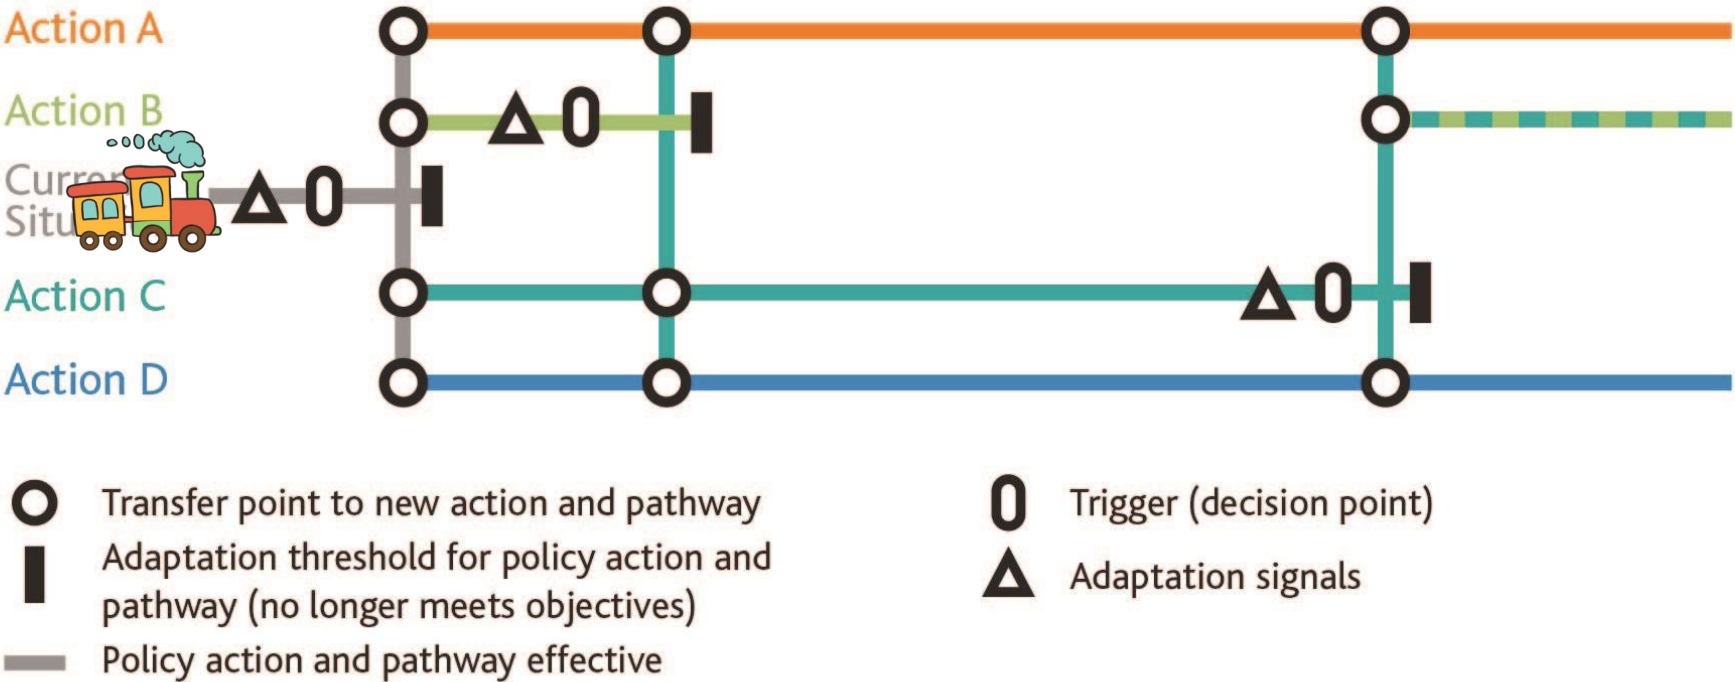 Action A
Action B
Action C
Action D
Transfer point to new action and pathway
Adaptation threshold for policy action and
pathway (no longer meets objectives)
Policy action and pathway effective
Trigger (decision point)
Adaptation signals